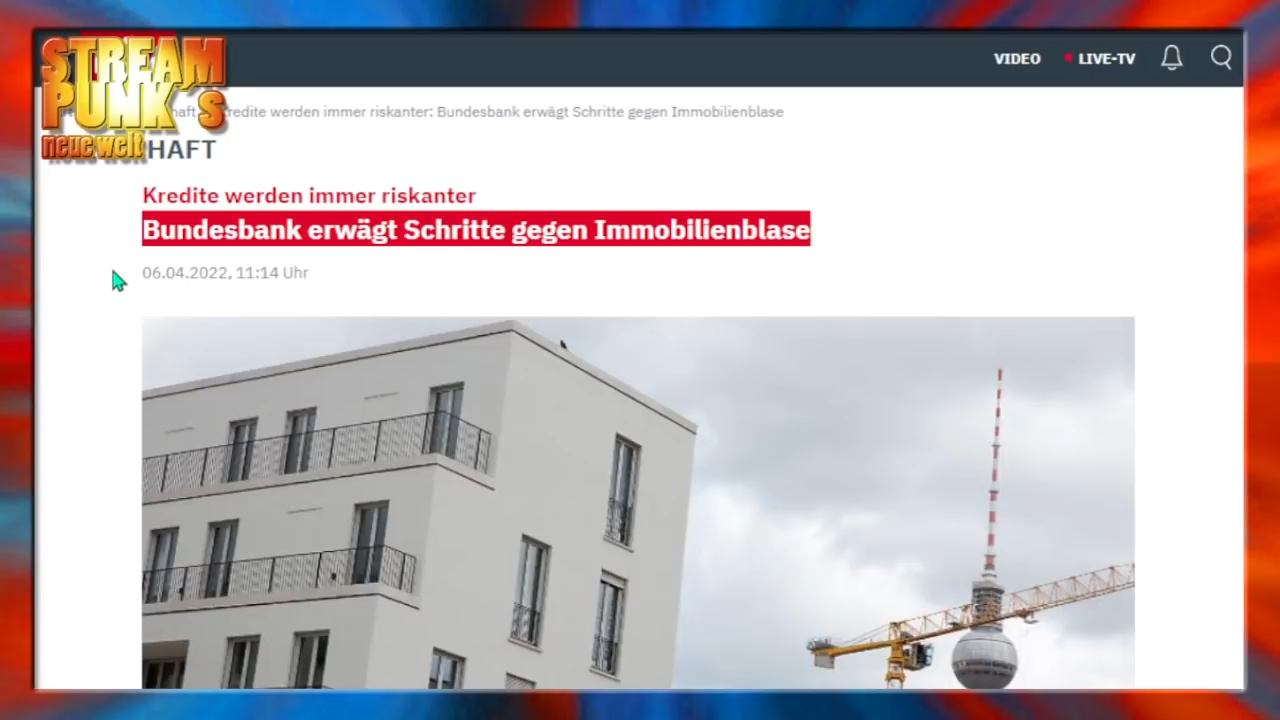 STREAM
PUNK´s
neue welt
VIDEO
LIVE-TV
haft
redite werden immer riskanter: Bundesbank erwägt Schritte gegen Immobilienblase
HAFT
Kredite werden immer riskanter
Bundesbank erwägt Schritte gegen Immobilienblase
06.04.2022, 11:14 Uhr